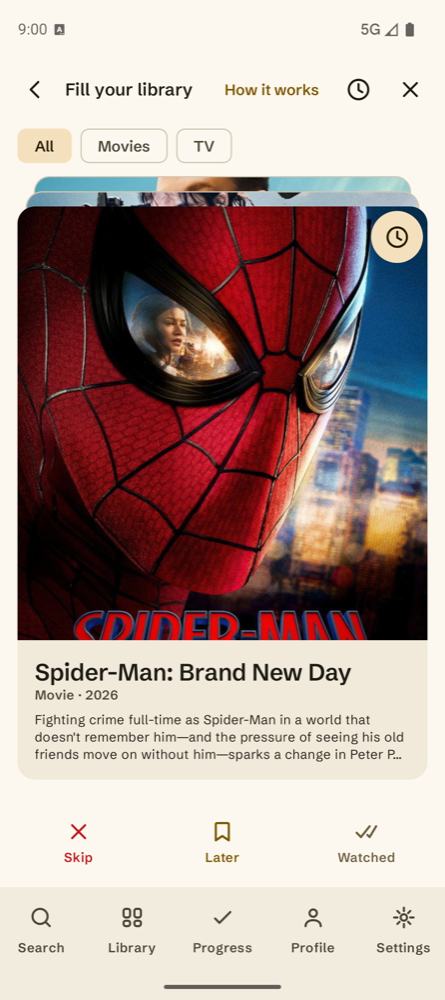 9:00
5G
Fill your library
How it works
All
Movies
TV
SPIDER-MAN
Spider-Man: Brand New Day
Movie · 2026
Fighting crime full-time as Spider-Man in a world that
doesn't remember him—and the pressure of seeing his old
friends move on without him—sparks a change in Peter P...
Skip
Later
Watched
Search
Library
Progress
Profile
Settings